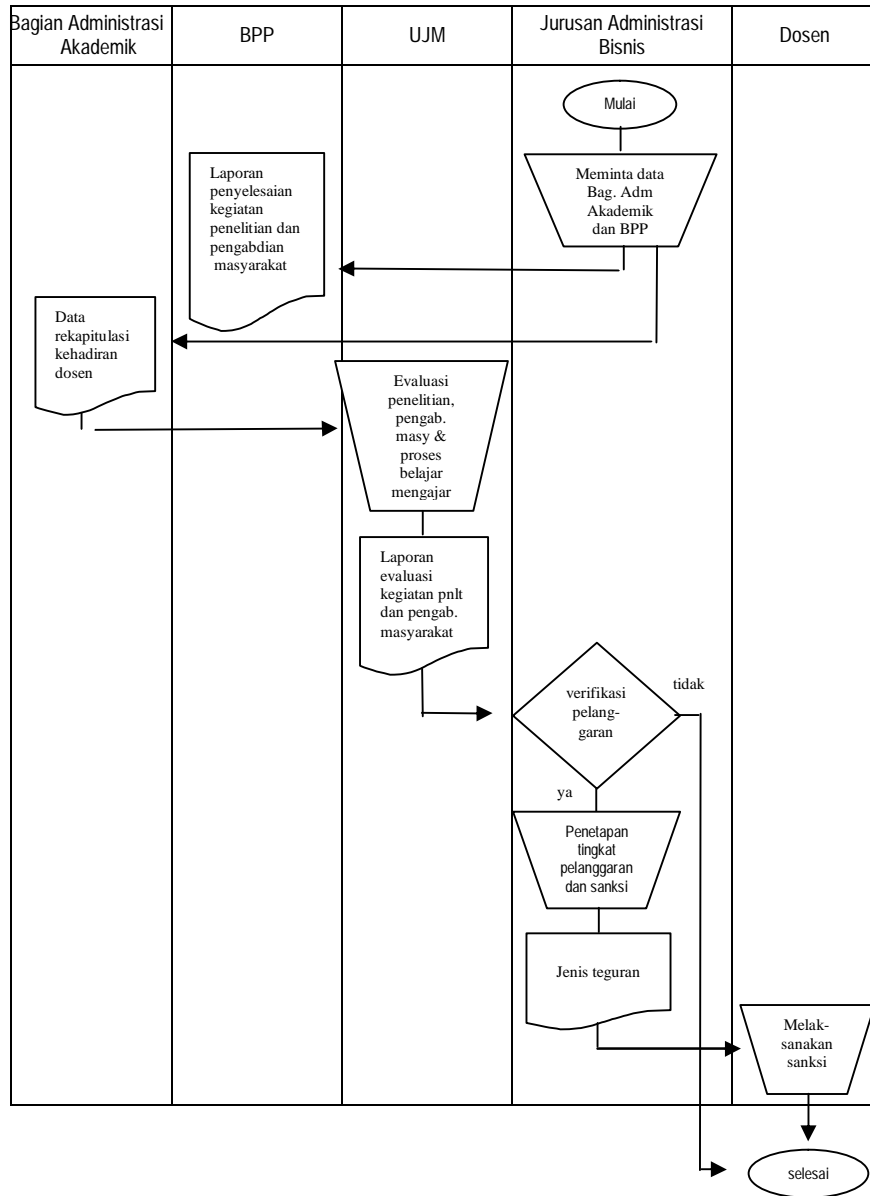 Bagian Administrasi
Akademik
BPP
UJM
Jurusan Administrasi
Bisnis
Dosen
Mulai
Meminta data
Bag. Adm
Akademik
dan BPP
Laporan
penyelesaian
kegiatan
penelitian dan
pengabdian
masyarakat
Data
rekapitulasi
kehadiran
dosen
Evaluasi
penelitian,
pengab.
masy &
proses
belajar
mengajar
Laporan
evaluasi
kegiatan pnlt
dan pengab.
masyarakat
verifikasi
pelang-
garan
tidak
ya
Penetapan
tingkat
pelanggaran
dan sanksi
Jenis teguran
Melak-
sanakan
sanksi
selesai